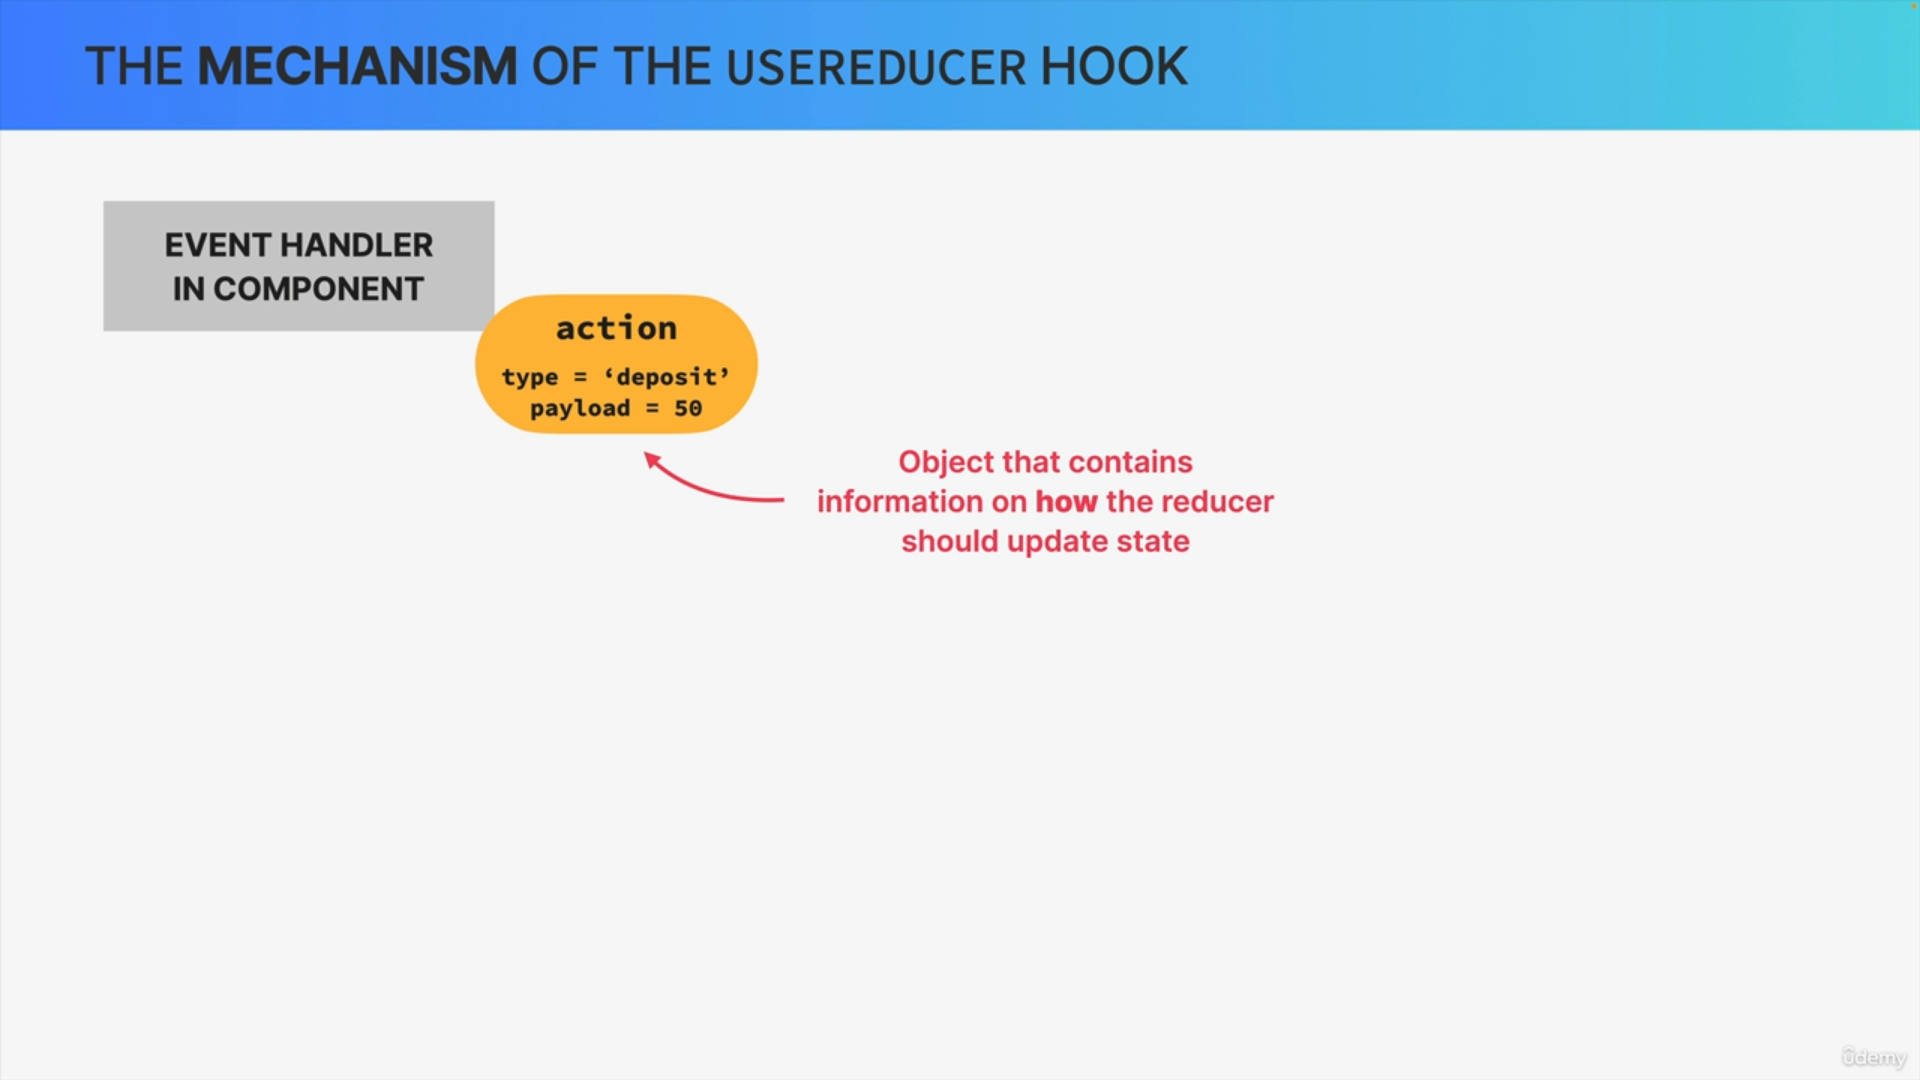 THE MECHANISM OF THE USEREDUCER HOOK
EVENT HANDLER
IN COMPONENT
action
type = ‘deposit’
payload = 50
Object that contains
information on how the reducer
should update state
ûdemy